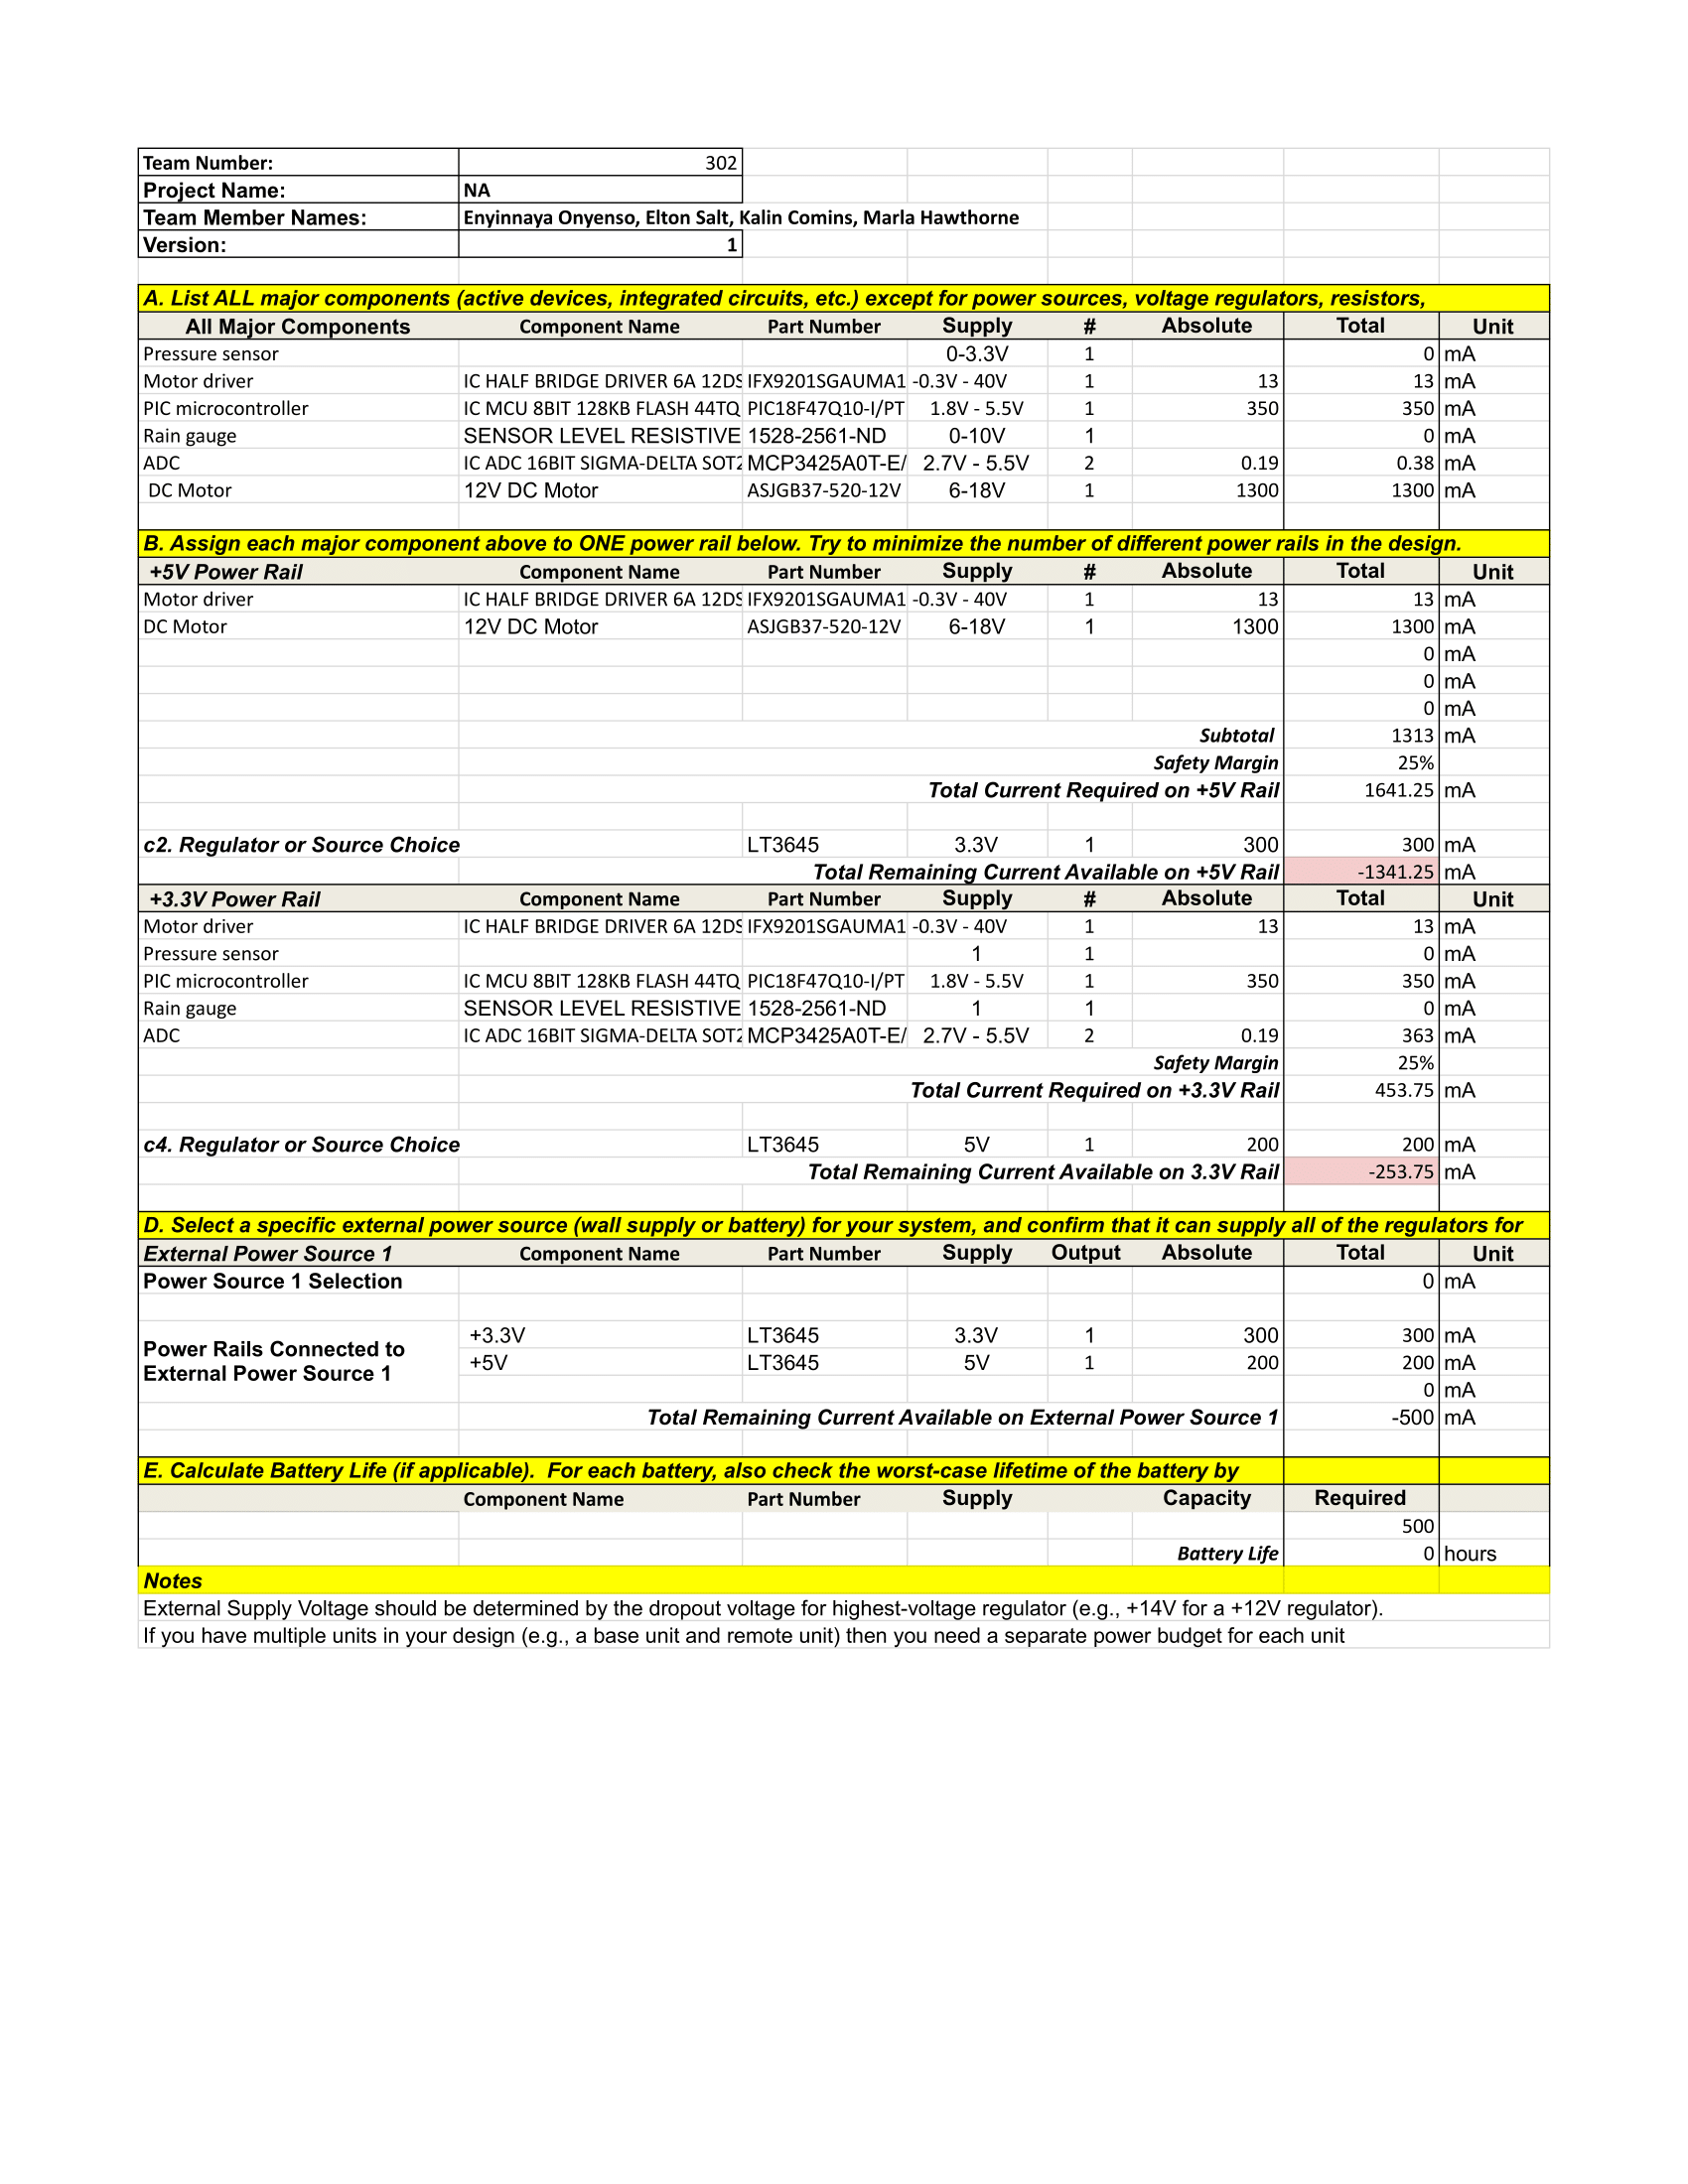 Team Number: 302
Project Name: NA
Team Member Names: Enyinnaya Onyenso, Elton Salt, Kalin Comins, Marla Hawthorne
Version: 1
A. List ALL major components (active devices, integrated circuits, etc.) except for power sources, voltage regulators, resistors,
All Major Components Component Name Part Number Supply # Absolute Total Unit
Pressure sensor 0-3.3V 1 0 mA
Motor driver IC HALF BRIDGE DRIVER 6A 12DS IFX9201SGAUMA1 -0.3V - 40V 1 13 13 mA
PIC microcontroller IC MCU 8BIT 128KB FLASH 44TQ PIC18F47Q10-I/PT 1.8V - 5.5V 1 350 350 mA
Rain gauge SENSOR LEVEL RESISTIVE 1528-2561-ND 0-10V 1 0 mA
ADC IC ADC 16BIT SIGMA-DELTA SOT2 MCP3425A0T-E/ 2.7V - 5.5V 2 0.19 0.38 mA
DC Motor 12V DC Motor ASJGB37-520-12V 6-18V 1 1300 1300 mA
B. Assign each major component above to ONE power rail below. Try to minimize the number of different power rails in the design.
+5V Power Rail Component Name Part Number Supply # Absolute Total Unit
Motor driver IC HALF BRIDGE DRIVER 6A 12DS IFX9201SGAUMA1 -0.3V - 40V 1 13 13 mA
DC Motor 12V DC Motor ASJGB37-520-12V 6-18V 1 1300 1300 mA
0 mA
0 mA
0 mA
Subtotal 1313 mA
Safety Margin 25%
Total Current Required on +5V Rail 1641.25 mA
c2. Regulator or Source Choice LT3645 3.3V 1 300 300 mA
Total Remaining Current Available on +5V Rail -1341.25 mA
+3.3V Power Rail Component Name Part Number Supply # Absolute Total Unit
Motor driver IC HALF BRIDGE DRIVER 6A 12DS IFX9201SGAUMA1 -0.3V - 40V 1 13 13 mA
Pressure sensor 1 1 0 mA
PIC microcontroller IC MCU 8BIT 128KB FLASH 44TQ PIC18F47Q10-I/PT 1.8V - 5.5V 1 350 350 mA
Rain gauge SENSOR LEVEL RESISTIVE 1528-2561-ND 1 1 0 mA
ADC IC ADC 16BIT SIGMA-DELTA SOT2 MCP3425A0T-E/ 2.7V - 5.5V 2 0.19 363 mA
Safety Margin 25%
Total Current Required on +3.3V Rail 453.75 mA
c4. Regulator or Source Choice LT3645 5V 1 200 200 mA
Total Remaining Current Available on 3.3V Rail -253.75 mA
D. Select a specific external power source (wall supply or battery) for your system, and confirm that it can supply all of the regulators for
External Power Source 1 Component Name Part Number Supply Output Absolute Total Unit
Power Source 1 Selection 0 mA
Power Rails Connected to External Power Source 1
+3.3V LT3645 3.3V 1 300 300 mA
+5V LT3645 5V 1 200 200 mA
0 mA
Total Remaining Current Available on External Power Source 1 -500 mA
E. Calculate Battery Life (if applicable). For each battery, also check the worst-case lifetime of the battery by
Component Name Part Number Supply Capacity Required
500
Battery Life 0 hours
Notes
External Supply Voltage should be determined by the dropout voltage for highest-voltage regulator (e.g., +14V for a +12V regulator).
If you have multiple units in your design (e.g., a base unit and remote unit) then you need a separate power budget for each unit